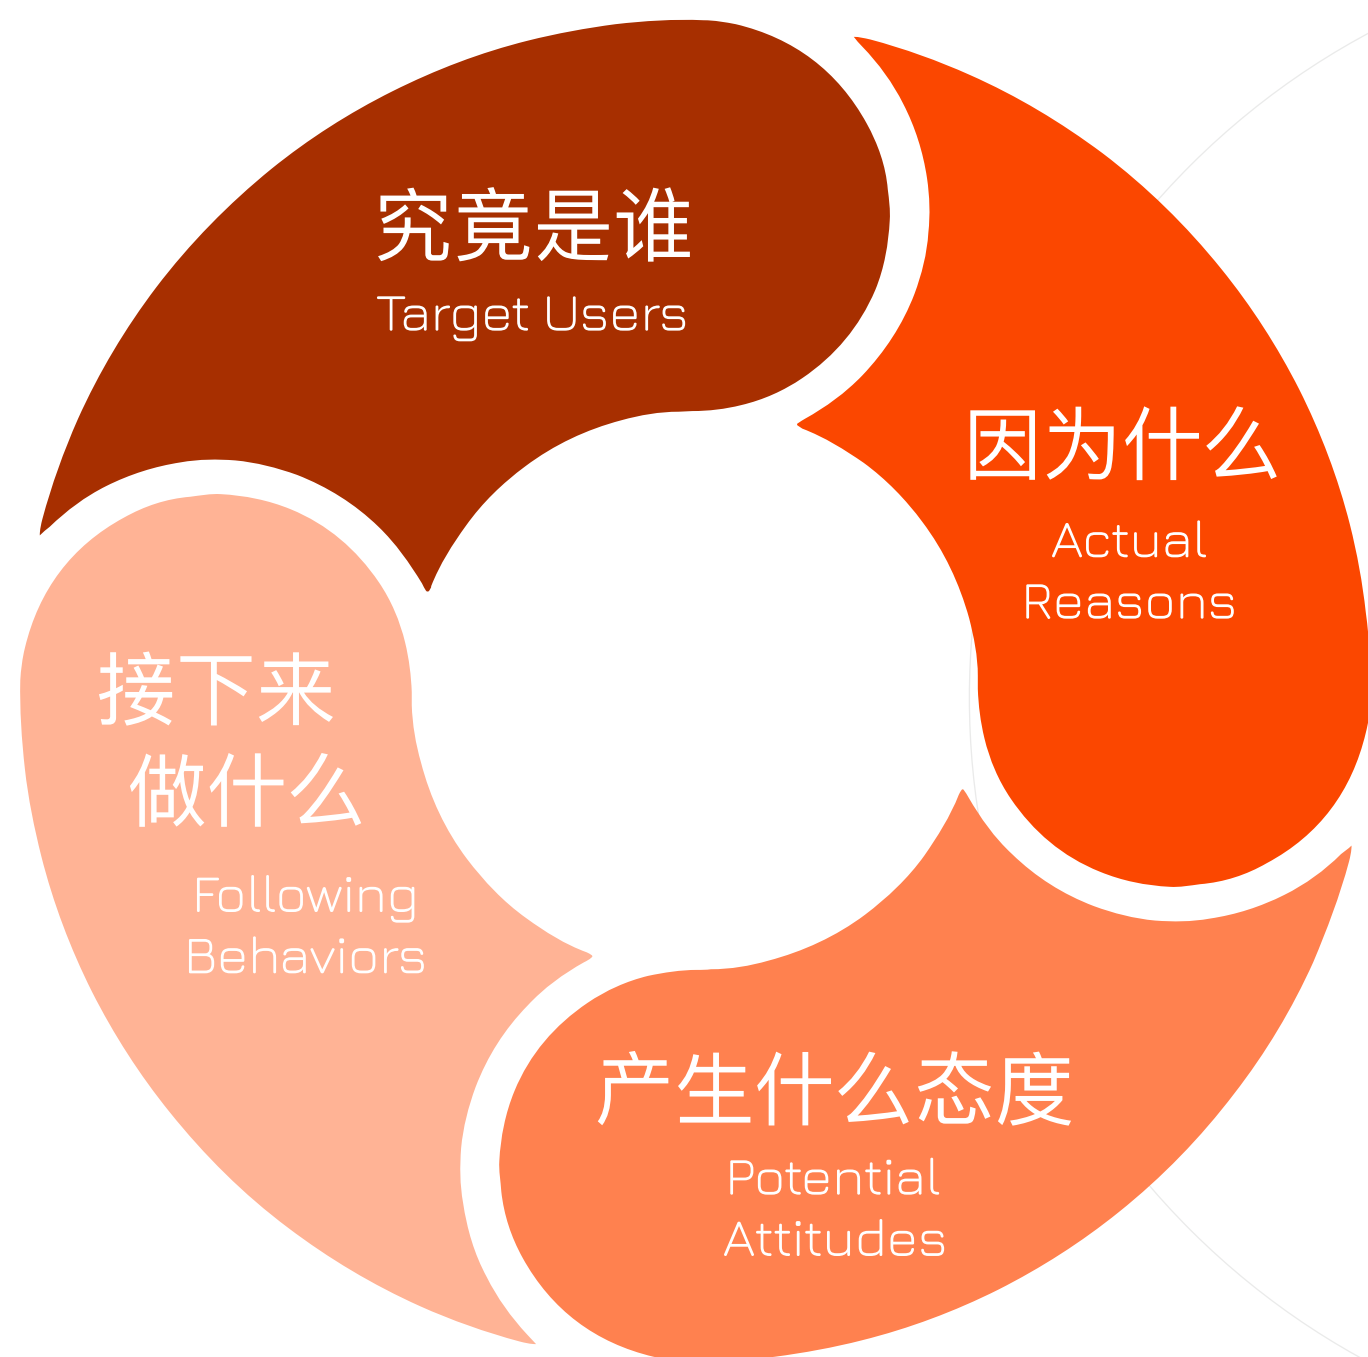 究竟是谁
Target Users
因为什么
Actual
Reasons
产生什么态度
Potential
Attitudes
接下来
做什么
Following
Behaviors